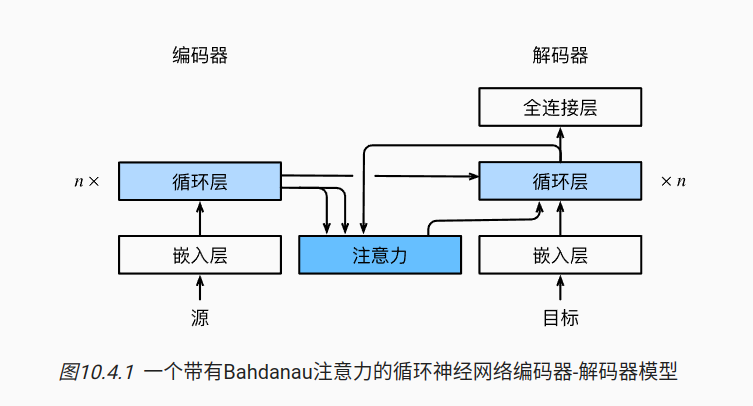 编码器
解码器
全连接层
n ×
循环层
循环层
× n
嵌入层
注意力
嵌入层
源
目标
图10.4.1 一个带有Bahdanau注意力的循环神经网络编码器-解码器模型